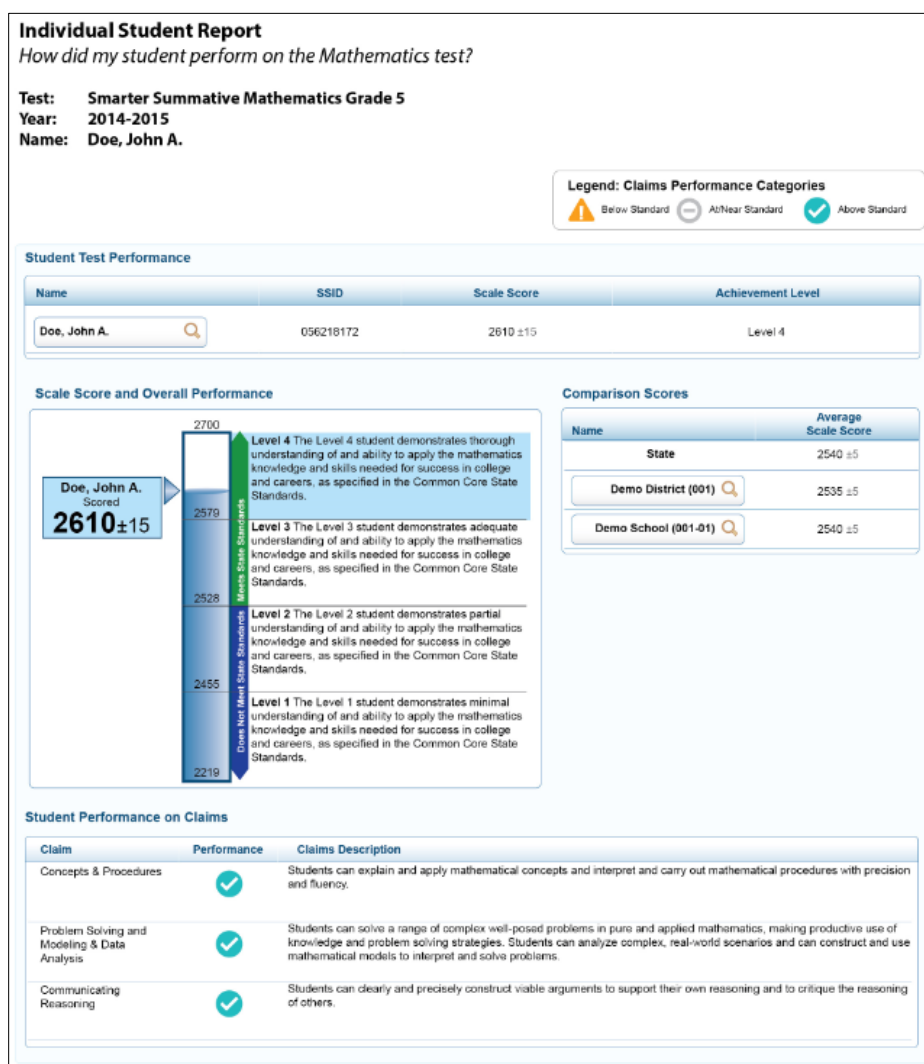 Individual Student Report
How did my student perform on the Mathematics test?
Test: Smarter Summative Mathematics Grade 5
Year: 2014-2015
Name: Doe, John A.
Legend: Claims Performance Categories
Below Standard At/Near Standard Above Standard
Student Test Performance
Name SSID Scale Score Achievement Level
Doe, John A. 056218172 2610 ±15 Level 4
Scale Score and Overall Performance
2700
Doe, John A.
Scored
2610±15
2579
2528
2455
2219
Meets State Standards
Does Not Meet State Standards
Level 4 The Level 4 student demonstrates thorough
understanding of and ability to apply the mathematics
knowledge and skills needed for success in college
and careers, as specified in the Common Core State
Standards.
Level 3 The Level 3 student demonstrates adequate
understanding of and ability to apply the mathematics
knowledge and skills needed for success in college
and careers, as specified in the Common Core State
Standards.
Level 2 The Level 2 student demonstrates partial
understanding of and ability to apply the mathematics
knowledge and skills needed for success in college
and careers, as specified in the Common Core State
Standards.
Level 1 The Level 1 student demonstrates minimal
understanding of and ability to apply the mathematics
knowledge and skills needed for success in college
and careers, as specified in the Common Core State
Standards.
Comparison Scores
Name Average
Scale Score
State 2540 ±5
Demo District (001) 2535 ±5
Demo School (001-01) 2540 ±5
Student Performance on Claims
Claim Performance Claims Description
Concepts & Procedures
Students can explain and apply mathematical concepts and interpret and carry out mathematical procedures with precision
and fluency.
Problem Solving and
Modeling & Data
Analysis
Students can solve a range of complex well-posed problems in pure and applied mathematics, making productive use of
knowledge and problem solving strategies. Students can analyze complex, real-world scenarios and can construct and use
mathematical models to interpret and solve problems.
Communicating
Reasoning
Students can clearly and precisely construct viable arguments to support their own reasoning and to critique the reasoning
of others.